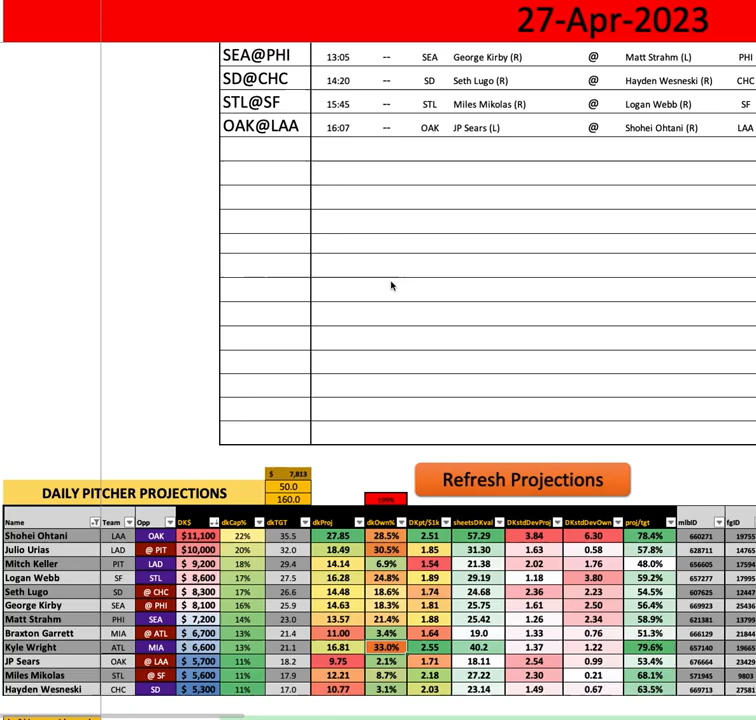 27-Apr-2023
SEA@PHI 13:05 -- SEA George Kirby (R) @ Matt Strahm (L) PHI
SD@CHC 14:20 -- SD Seth Lugo (R) @ Hayden Wesneski (R) CHC
STL@SF 15:45 -- STL Miles Mikolas (R) @ Logan Webb (R) SF
OAK@LAA 16:07 -- OAK JP Sears (L) @ Shohei Ohtani (R) LAA
$ 7,813
DAILY PITCHER PROJECTIONS 50.0 Refresh Projections
160.0
Name Team Opp DK$ dkCap% dkTGT dkProj dkOwn% DKpt/$1k sheetsDKval DKstdDevProj DKstdDevOwn proj/tgt mlbID fgID
Shohei Ohtani LAA OAK $11,100 22% 35.5 27.85 28.5% 2.51 57.29 3.84 6.30 78.4% 660271 19755
Julio Urias LAD @ PIT $10,000 20% 32.0 18.49 30.5% 1.85 31.30 1.63 0.58 57.8% 628711 14765
Mitch Keller PIT LAD $ 9,200 18% 29.4 14.14 6.9% 1.54 21.38 2.02 1.76 48.0% 656605 17594
Logan Webb SF STL $ 8,600 17% 27.5 16.28 24.8% 1.89 29.19 1.18 3.80 59.2% 657277 17995
Seth Lugo SD @ CHC $ 8,300 17% 26.6 14.48 18.6% 1.74 24.68 2.36 2.23 54.5% 607625 12447
George Kirby SEA @ PHI $ 8,100 16% 25.9 14.63 18.3% 1.81 25.75 1.61 2.50 56.4% 669923 25436
Matt Strahm PHI SEA $ 7,200 14% 23.0 13.57 21.4% 1.88 25.42 1.26 2.34 58.9% 621381 13799
Braxton Garrett MIA @ ATL $ 6,700 13% 21.4 11.00 3.4% 1.64 19.0 1.33 0.76 51.3% 666129 21844
Kyle Wright ATL MIA $ 6,600 13% 21.1 16.81 33.0% 2.55 40.2 1.37 2.22 79.6% 657140 19665
JP Sears OAK @ LAA $ 5,700 11% 18.2 9.75 2.1% 1.71 18.11 2.54 0.99 53.4% 676664 23429
Miles Mikolas STL @ SF $ 5,600 11% 17.9 12.21 8.7% 2.18 27.22 2.30 0.21 68.1% 571945 9803
Hayden Wesneski CHC SD $ 5,300 11% 17.0 10.77 3.1% 2.03 23.14 1.49 0.67 63.5% 669713 27581